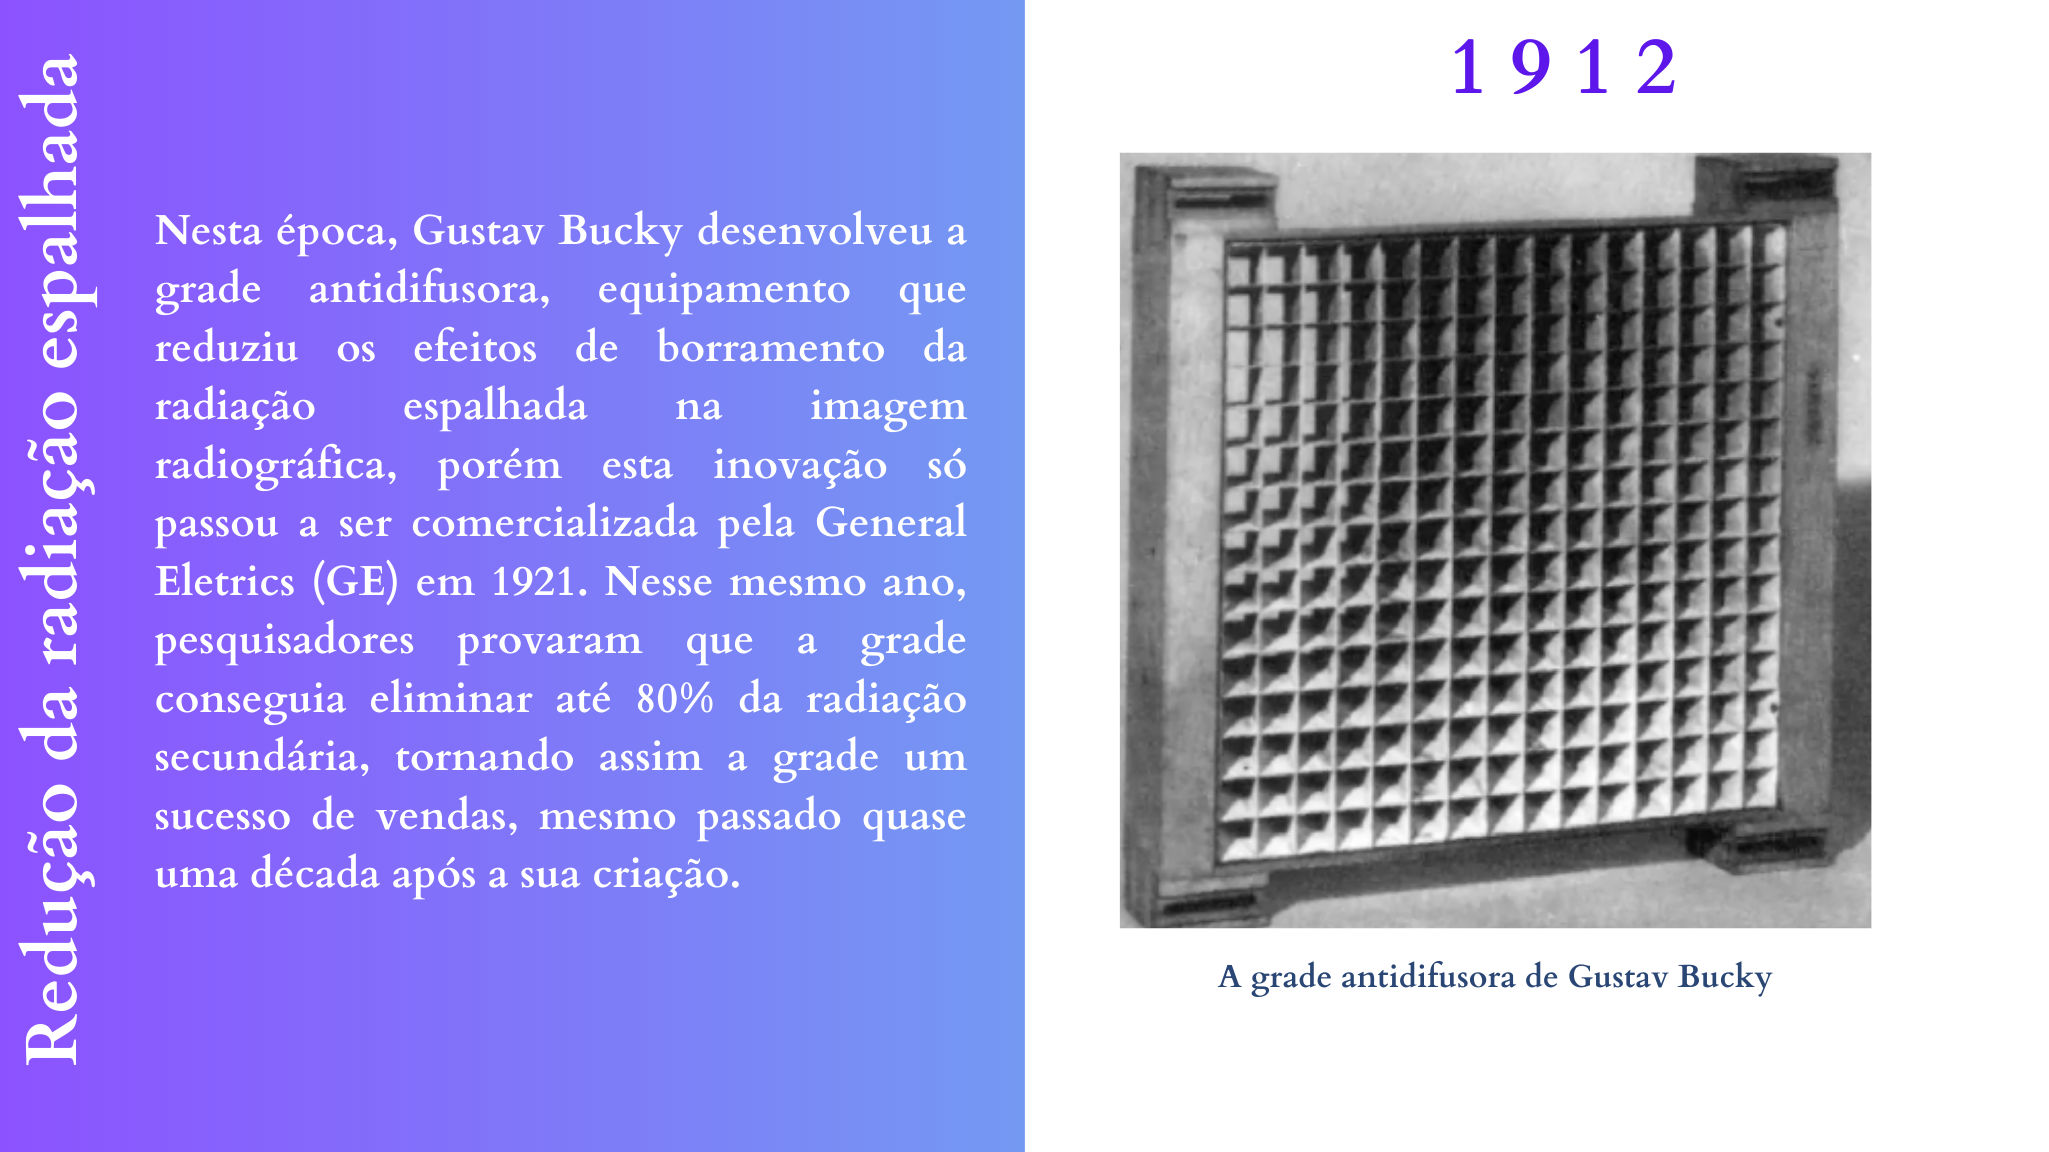 Redução da radiação espalhada
Nesta época, Gustav Bucky desenvolveu a
grade antidifusora, equipamento que
reduziu os efeitos de borramento da
radiação espalhada na imagem
radiográfica, porém esta inovação só
passou a ser comercializada pela General
Eletrics (GE) em 1921. Nesse mesmo ano,
pesquisadores provaram que a grade
conseguia eliminar até 80% da radiação
secundária, tornando assim a grade um
sucesso de vendas, mesmo passado quase
uma década após a sua criação.
1912
A grade antidifusora de Gustav Bucky